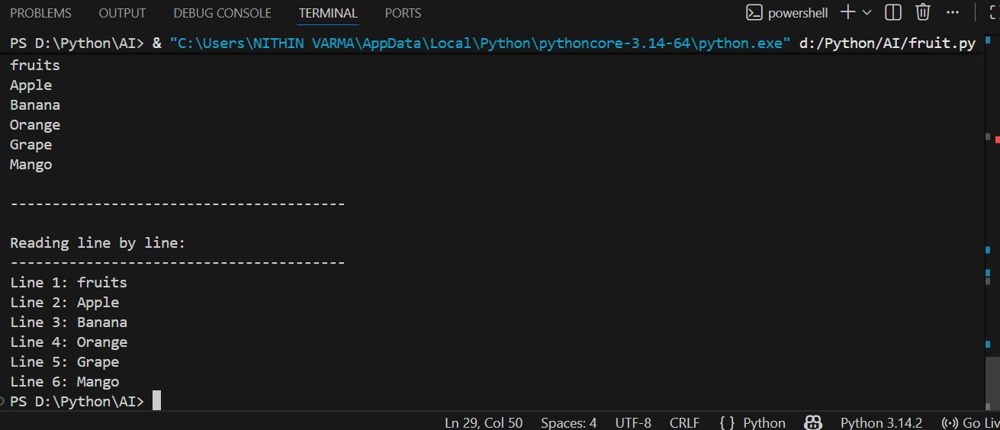 PROBLEMS OUTPUT DEBUG CONSOLE TERMINAL PORTS powershell
PS D:\Python\AI> & "C:\Users\NITHIN VARMA\AppData\Local\Python\pythoncore-3.14-64\python.exe" d:/Python/AI/fruit.py
fruits
Apple
Banana
Orange
Grape
Mango
----------------------------------------
Reading line by line:
----------------------------------------
Line 1: fruits
Line 2: Apple
Line 3: Banana
Line 4: Orange
Line 5: Grape
Line 6: Mango
PS D:\Python\AI>
Ln 29, Col 50 Spaces: 4 UTF-8 CRLF { } Python Python 3.14.2 Go Liv